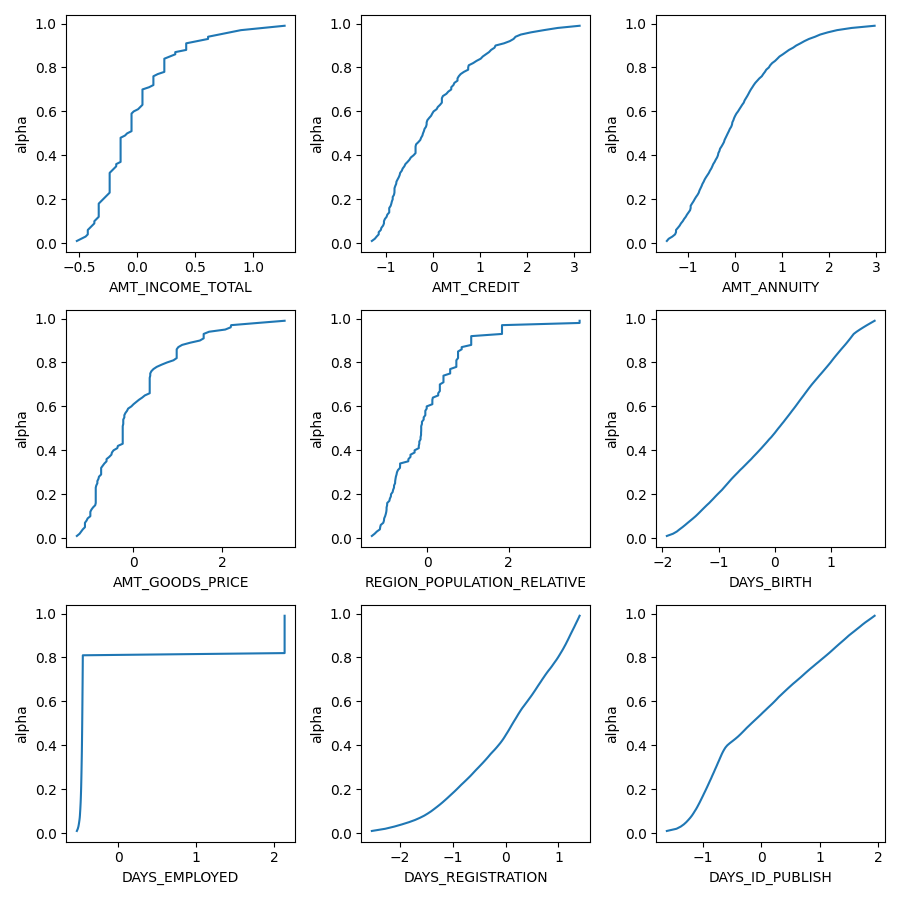 1.0
0.8
0.6
0.4
0.2
0.0
alpha
−0.5 0.0 0.5 1.0
AMT_INCOME_TOTAL
1.0
0.8
0.6
0.4
0.2
0.0
alpha
−1 0 1 2 3
AMT_CREDIT
1.0
0.8
0.6
0.4
0.2
0.0
alpha
−1 0 1 2 3
AMT_ANNUITY
1.0
0.8
0.6
0.4
0.2
0.0
alpha
0 2
AMT_GOODS_PRICE
1.0
0.8
0.6
0.4
0.2
0.0
alpha
0 2
REGION_POPULATION_RELATIVE
1.0
0.8
0.6
0.4
0.2
0.0
alpha
−2 −1 0 1
DAYS_BIRTH
1.0
0.8
0.6
0.4
0.2
0.0
alpha
0 1 2
DAYS_EMPLOYED
1.0
0.8
0.6
0.4
0.2
0.0
alpha
−2 −1 0 1
DAYS_REGISTRATION
1.0
0.8
0.6
0.4
0.2
0.0
alpha
−1 0 1 2
DAYS_ID_PUBLISH